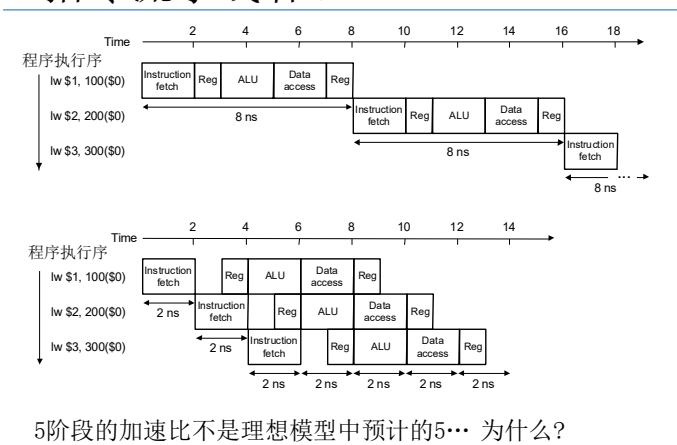 Time 2 4 6 8 10 12 14 16 18
程序执行序
lw $1, 100($0) Instruction fetch Reg ALU Data access Reg
lw $2, 200($0) 8 ns Instruction fetch Reg ALU Data access Reg
lw $3, 300($0) 8 ns Instruction fetch
... 
8 ns
Time 2 4 6 8 10 12 14
程序执行序
lw $1, 100($0) Instruction fetch Reg ALU Data access Reg
lw $2, 200($0) 2 ns Instruction fetch Reg ALU Data access Reg
lw $3, 300($0) 2 ns Instruction fetch Reg ALU Data access Reg
2 ns 2 ns 2 ns 2 ns 2 ns
5阶段的加速比不是理想模型中预计的5… 为什么?